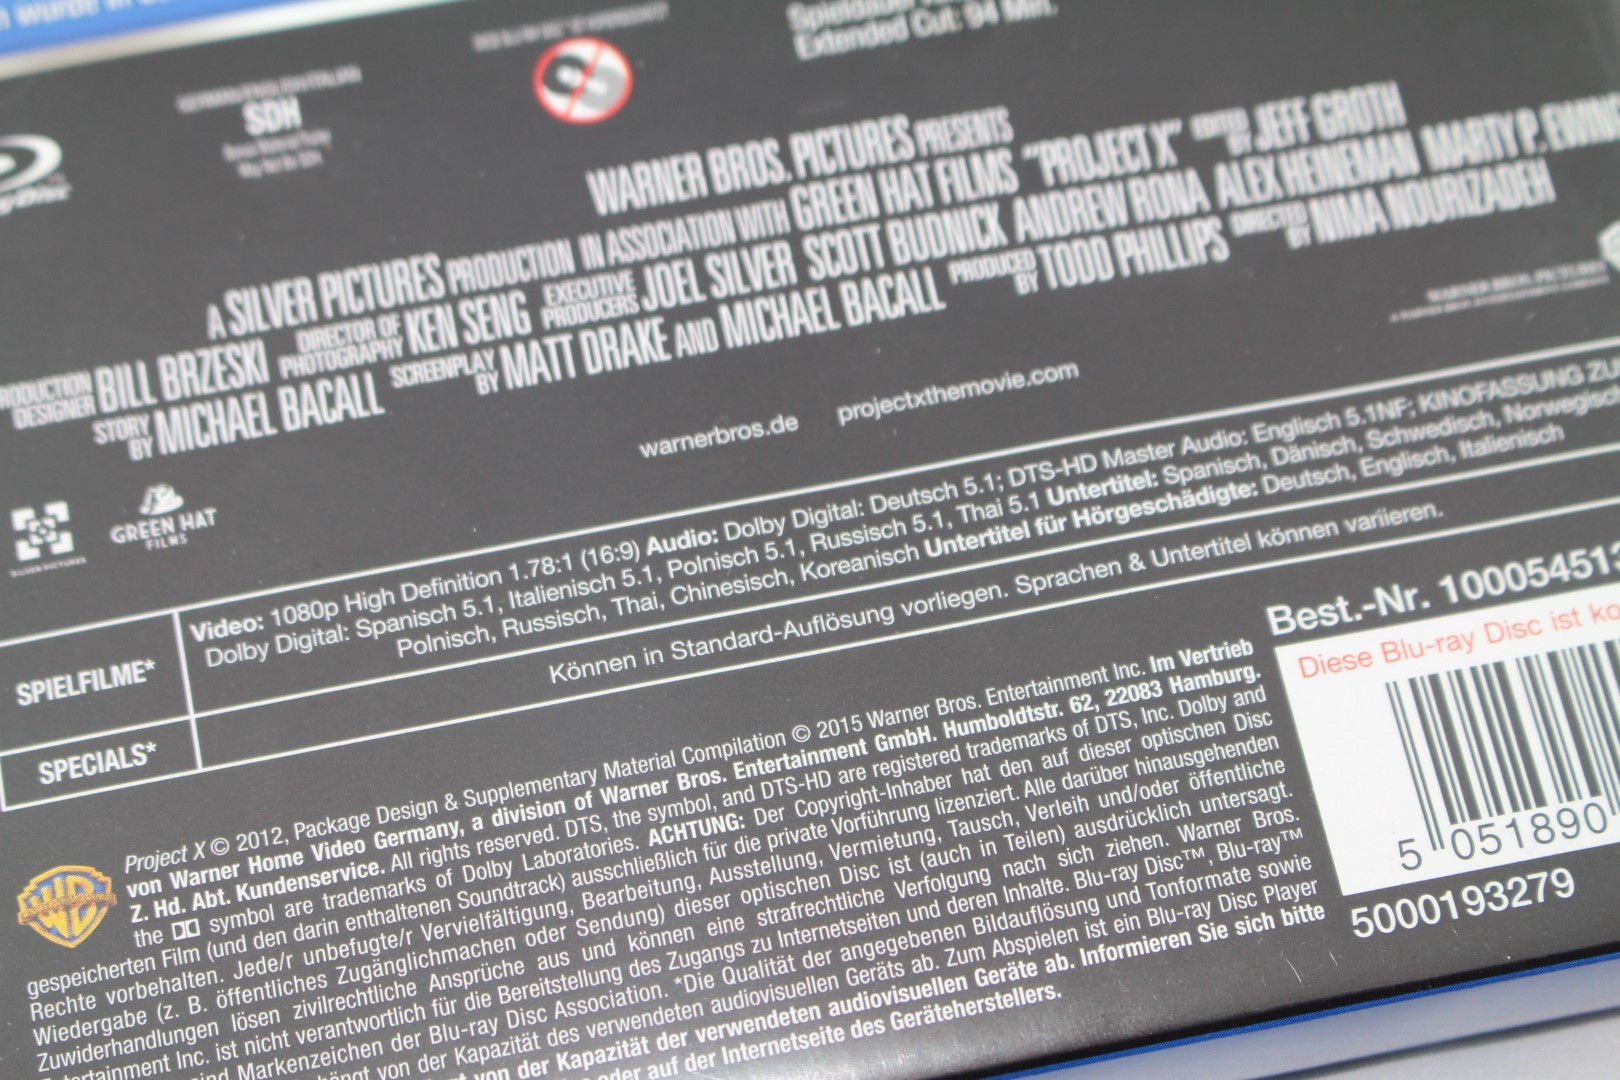 n wurde in
SDH
Extended Cut: 94 Min.
WARNER BROS. PICTURES PRESENTS
A SILVER PICTURES PRODUCTION IN ASSOCIATION WITH GREEN HAT FILMS "PROJECT X" EDITED BY JEFF GROTH
PRODUCTION DESIGNER BILL BRZESKI DIRECTOR OF PHOTOGRAPHY KEN SENG EXECUTIVE PRODUCERS JOEL SILVER SCOTT BUDNICK ANDREW RONA ALEX HEINEMAN MARTY P. EWING
STORY BY MICHAEL BACALL SCREENPLAY BY MATT DRAKE AND MICHAEL BACALL PRODUCED BY TODD PHILLIPS DIRECTED BY NIMA NOURIZADEH
WARNER BROS. PICTURES
warnerbros.de projectxthemovie.com
SILVER PICTURES
GREEN HAT
FILMS
SPIELFILME*
Video: 1080p High Definition 1.78:1 (16:9) Audio: Dolby Digital: Deutsch 5.1; DTS-HD Master Audio: Englisch 5.1NF; KINOFASSUNG ZU
Dolby Digital: Spanisch 5.1, Italienisch 5.1, Polnisch 5.1, Russisch 5.1, Thai 5.1 Untertitel: Spanisch, Dänisch, Schwedisch, Norwegisch
Polnisch, Russisch, Thai, Chinesisch, Koreanisch Untertitel für Hörgeschädigte: Deutsch, Englisch, Italienisch
SPECIALS*
Können in Standard-Auflösung vorliegen. Sprachen & Untertitel können variieren.
Project X © 2012, Package Design & Supplementary Material Compilation © 2015 Warner Bros. Entertainment Inc. Im Vertrieb
von Warner Home Video Germany, a division of Warner Bros. Entertainment GmbH. Humboldtstr. 62, 22083 Hamburg.
Z. Hd. Abt. Kundenservice. All rights reserved. DTS, the symbol, and DTS-HD are registered trademarks of DTS, Inc. Dolby and
the symbol are trademarks of Dolby Laboratories. ACHTUNG: Der Copyright-Inhaber hat den auf dieser optischen Disc
gespeicherten Film (und den darin enthaltenen Soundtrack) ausschließlich für die private Vorführung lizenziert. Alle darüber hinausgehenden
Rechte vorbehalten. Jede/r unbefugte/r Vervielfältigung, Bearbeitung, Ausstellung, Vermietung, Tausch, Verleih und/oder öffentliche
Wiedergabe (z. B. öffentliches Zugänglichmachen oder Sendung) dieser optischen Disc ist (auch in Teilen) ausdrücklich untersagt.
Zuwiderhandlungen lösen zivilrechtliche Ansprüche aus und können eine strafrechtliche Verfolgung nach sich ziehen. Warner Bros.
Entertainment Inc. ist nicht verantwortlich für die Bereitstellung des Zugangs zu Internetseiten und deren Inhalte. Blu-ray Disc™, Blu-ray™
sind Markenzeichen der Blu-ray Disc Association. *Die Qualität der angegebenen Bildauflösung und Tonformate sowie
hängt von der Kapazität des verwendeten audiovisuellen Geräts ab. Zum Abspielen ist ein Blu-ray Disc Player
von der Kapazität der verwendeten audiovisuellen Geräte ab. Informieren Sie sich bitte
oder auf der Internetseite des Geräteherstellers.
Best.-Nr. 1000545513
Diese Blu-ray Disc ist ko
5 051890
5000193279